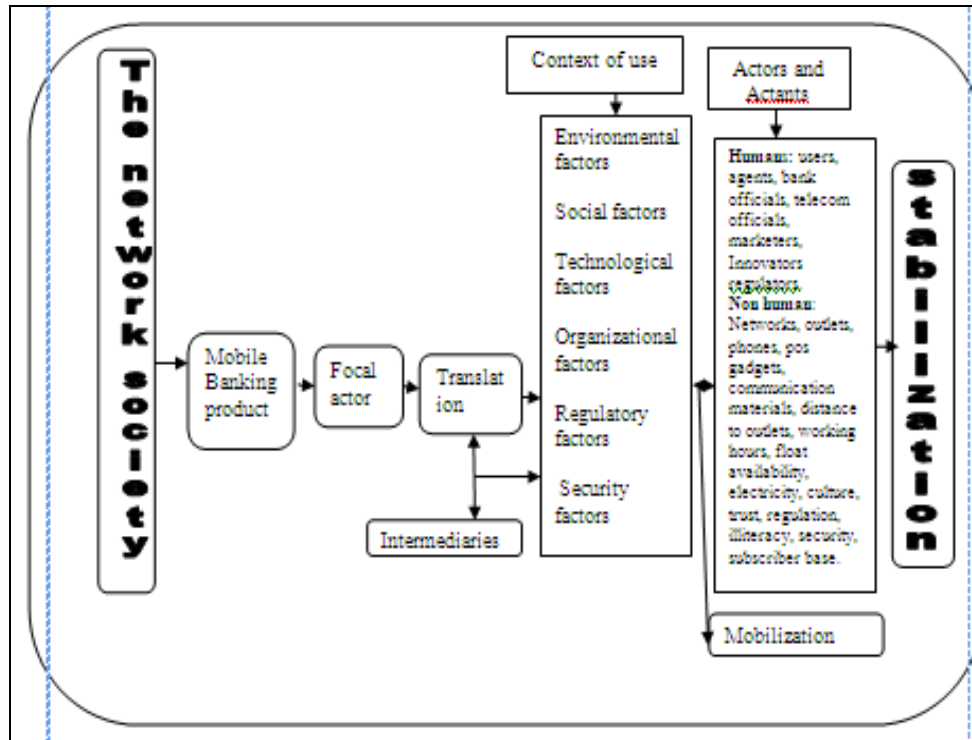 The network society
Mobile
Banking
product
Focal
actor
Translat
ion
Intermediaries
Context of use
Environmental
factors
Social factors
Technological
factors
Organizational
factors
Regulatory
factors
Security
factors
Actors and
Actants
Human: users,
agents, bank
officials, telecom
officials,
marketers,
Innovators
regulators.
Non human:
Networks, outlets,
phones, pos
gadgets,
communication
materials, distance
to outlets, working
hours, float
availability,
electricity, culture,
trust, regulation,
illiteracy, security,
subscriber base.
Mobilization
stabilization